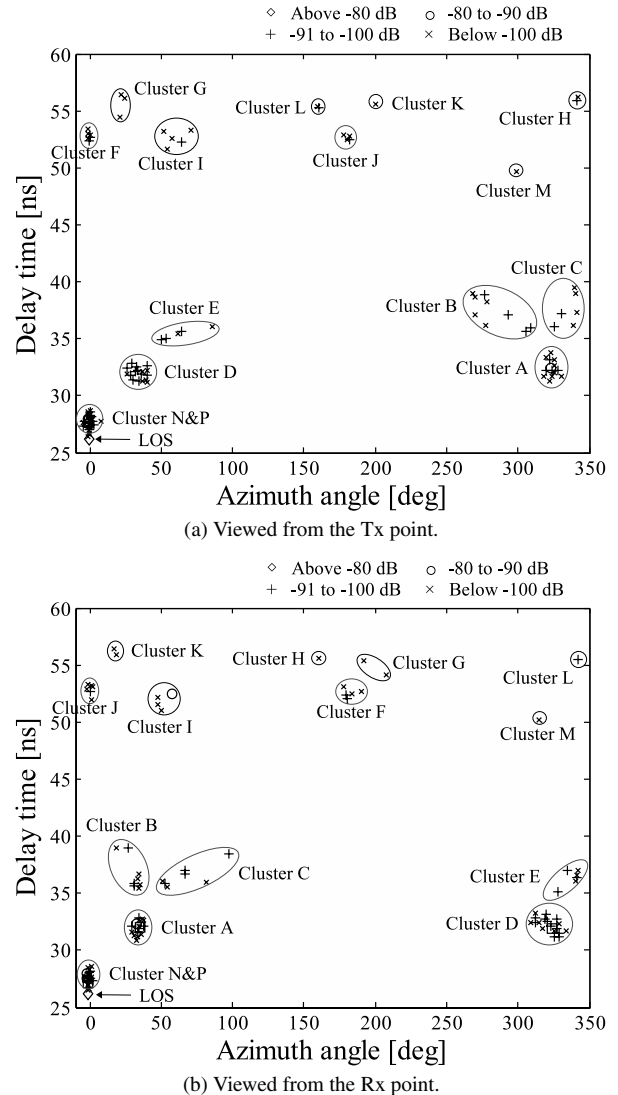 ◇ Above -80 dB ○ -80 to -90 dB
+ -91 to -100 dB × Below -100 dB
60
55
50
45
40
35
30
25
Delay time [ns]
Cluster G
Cluster F
Cluster I
Cluster L
Cluster K
Cluster J
Cluster H
Cluster M
Cluster C
Cluster B
Cluster E
Cluster A
Cluster D
Cluster N&P
LOS
0 50 100 150 200 250 300 350
Azimuth angle [deg]
(a) Viewed from the Tx point.
◇ Above -80 dB ○ -80 to -90 dB
+ -91 to -100 dB × Below -100 dB
60
55
50
45
40
35
30
25
Delay time [ns]
Cluster K
Cluster H
Cluster G
Cluster L
Cluster J
Cluster I
Cluster F
Cluster M
Cluster B
Cluster C
Cluster E
Cluster A
Cluster D
Cluster N&P
LOS
0 50 100 150 200 250 300 350
Azimuth angle [deg]
(b) Viewed from the Rx point.